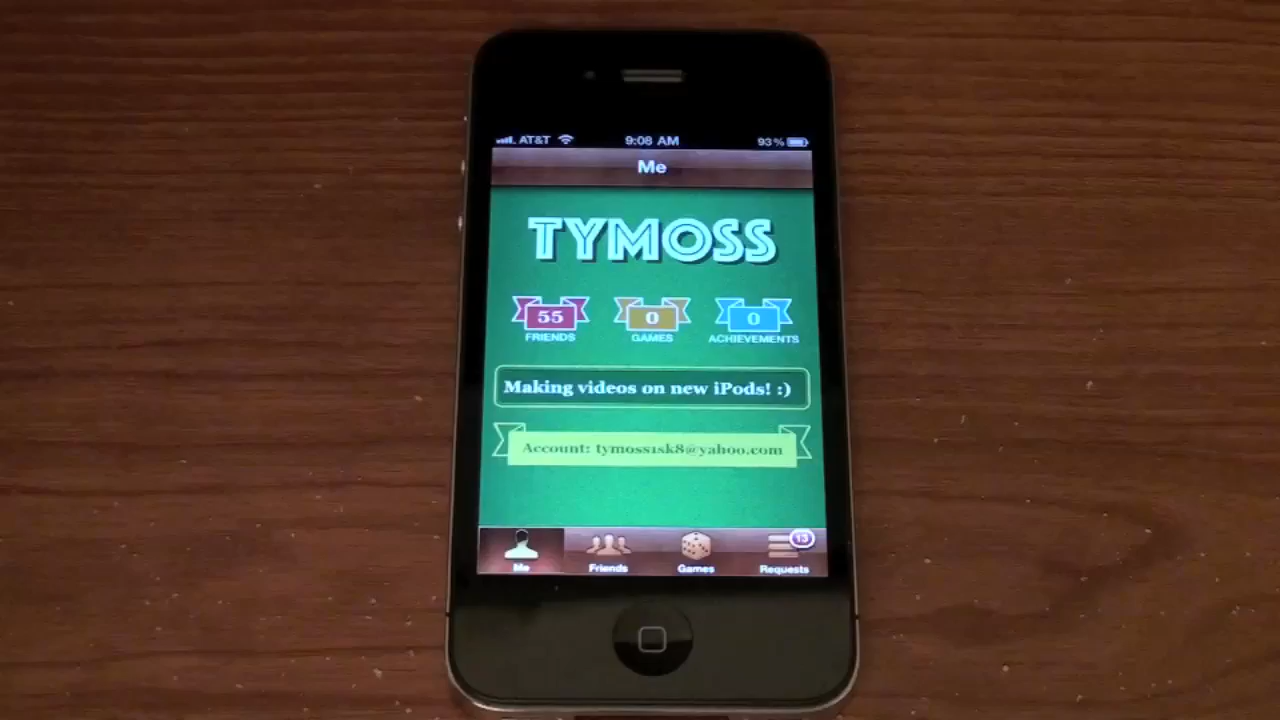 AT&T 9:08 AM 93%
Me
TYMOSS
55 0 0
FRIENDS GAMES ACHIEVEMENTS
Making videos on new iPods! :)
Account: tymoss1sk8@yahoo.com
13
Me Friends Games Requests